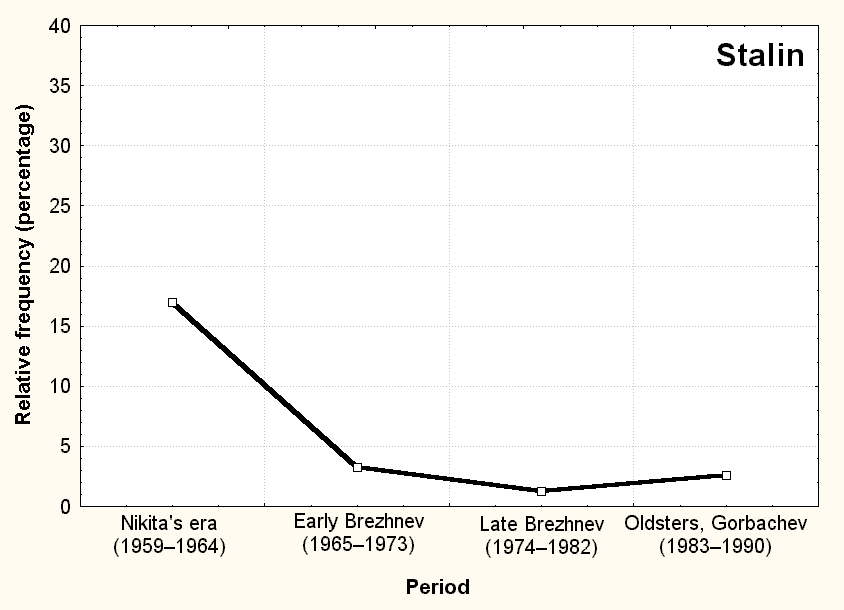 Stalin
Relative frequency (percentage)
40
35
30
25
20
15
10
5
0
Nikita's era
(1959–1964)
Early Brezhnev
(1965–1973)
Late Brezhnev
(1974–1982)
Oldsters, Gorbachev
(1983–1990)
Period